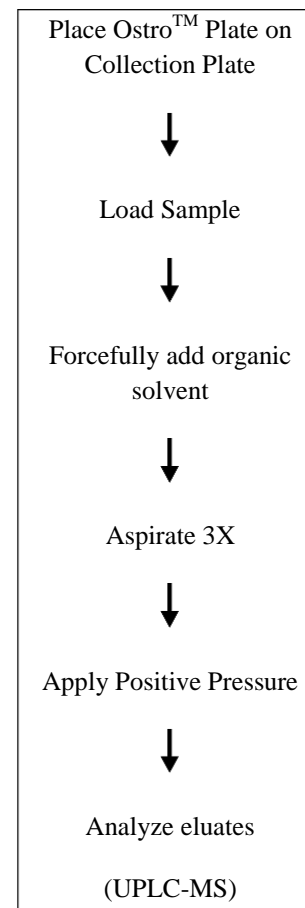 Place Ostro™ Plate on
Collection Plate
Load Sample
Forcefully add organic
solvent
Aspirate 3X
Apply Positive Pressure
Analyze eluates
(UPLC-MS)